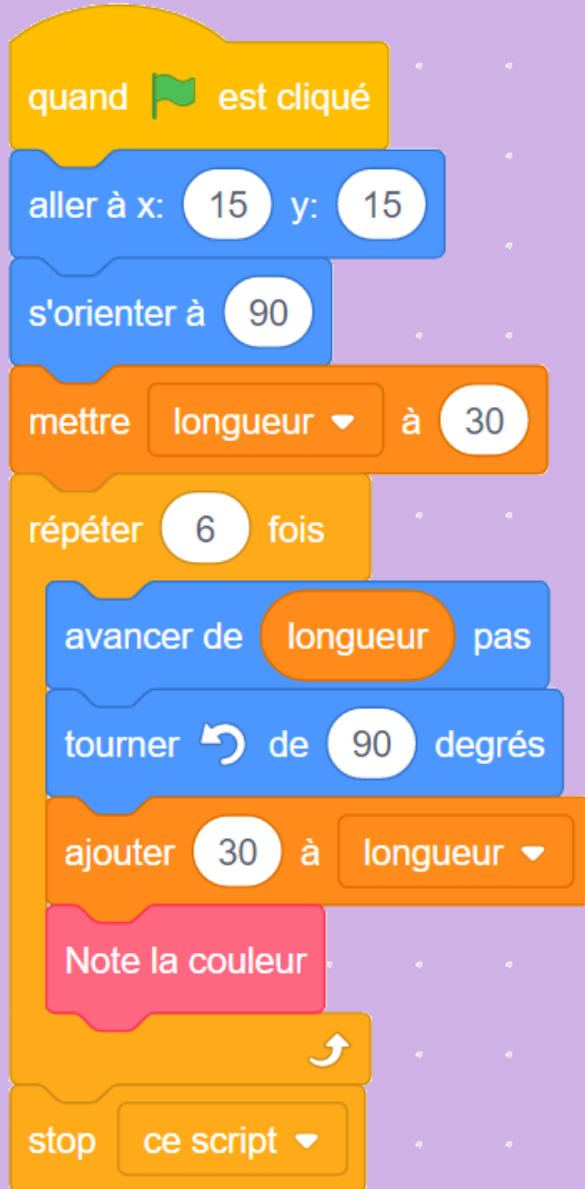 quand est cliqué
aller à x: 15 y: 15
s'orienter à 90
mettre longueur à 30
répéter 6 fois
avancer de longueur pas
tourner de 90 degrés
ajouter 30 à longueur
Note la couleur
stop ce script